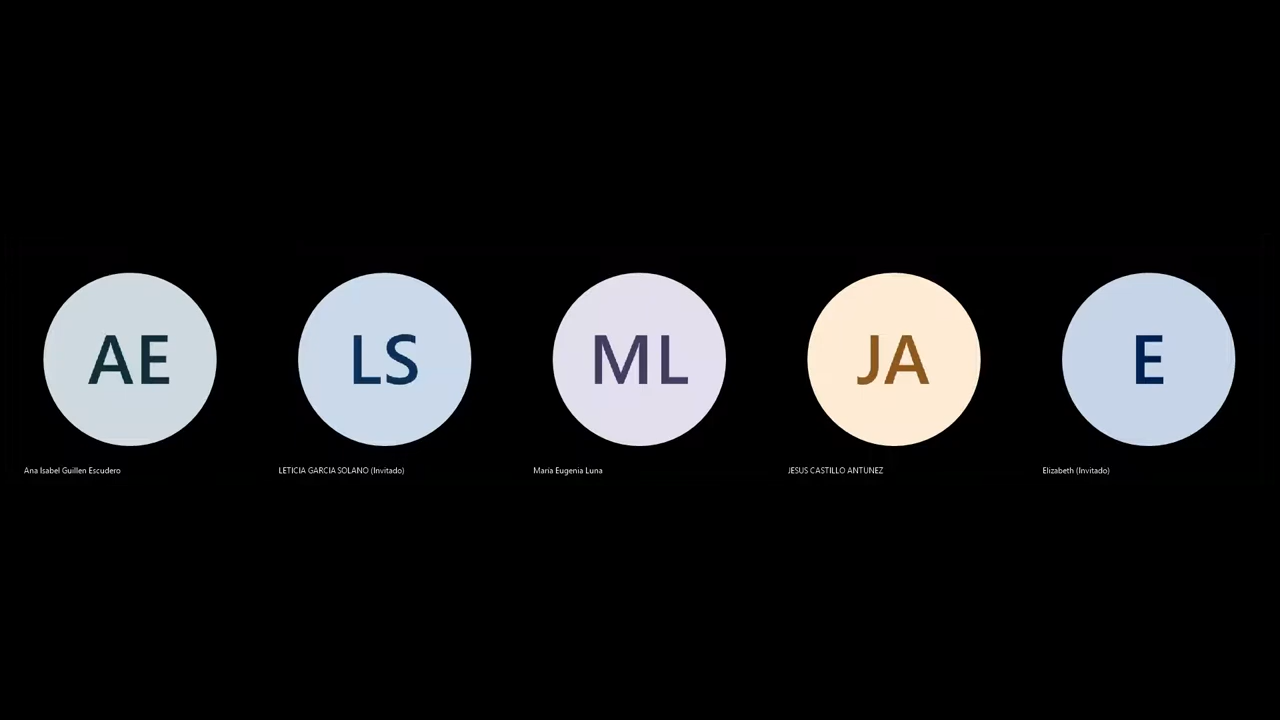 AE
LS
ML
JA
E
Ana Isabel Guillen Escudero
LETICIA GARCIA SOLANO (Invitado)
Maria Eugenia Luna
JESUS CASTILLO ANTUNEZ
Elizabeth (Invitado)